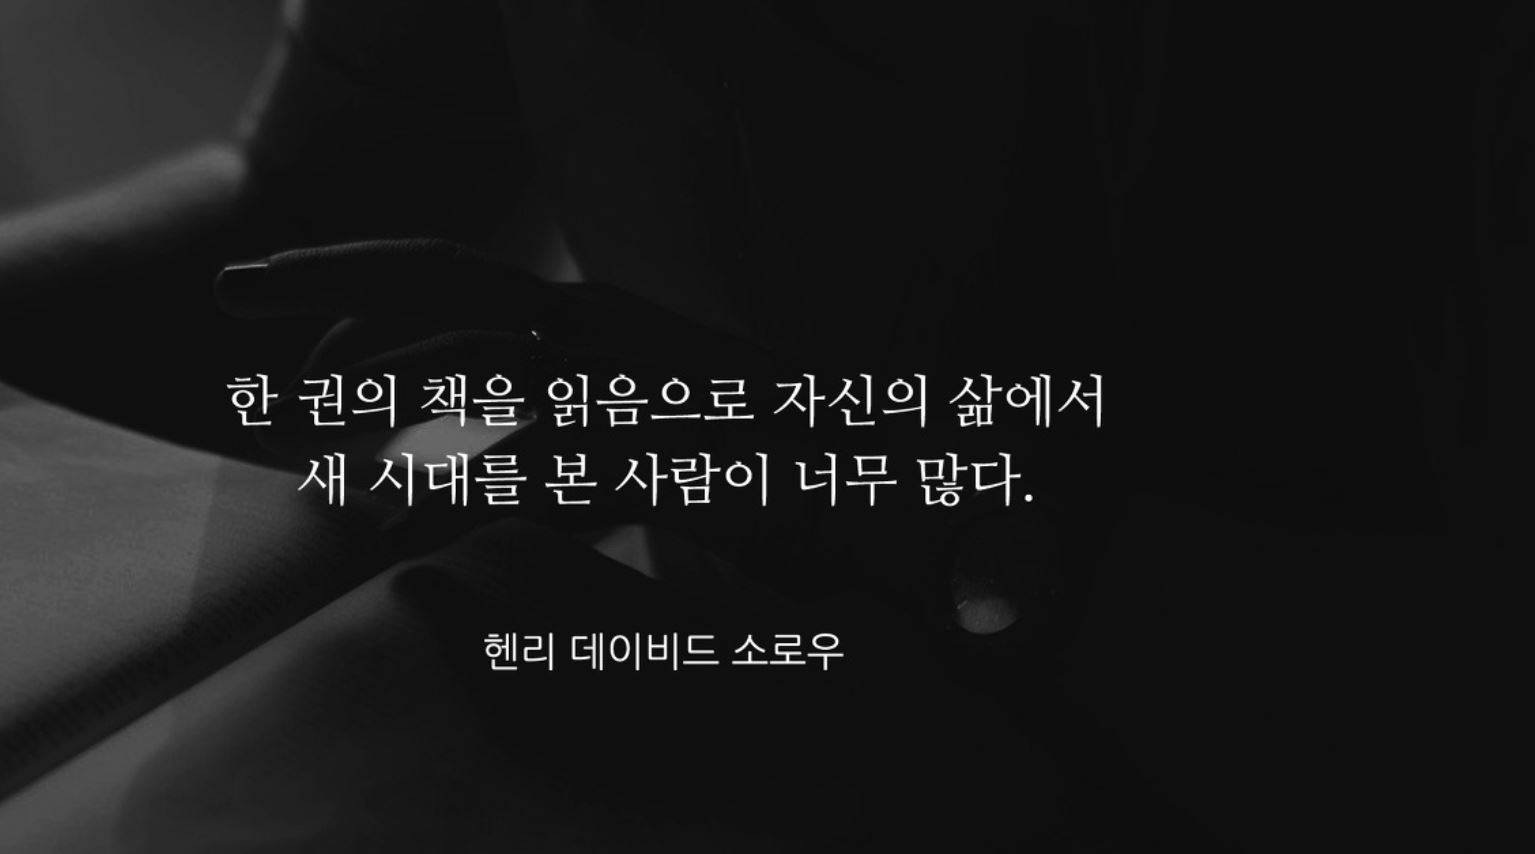 한 권의 책을 읽음으로 자신의 삶에서
새 시대를 본 사람이 너무 많다.
헨리 데이비드 소로우